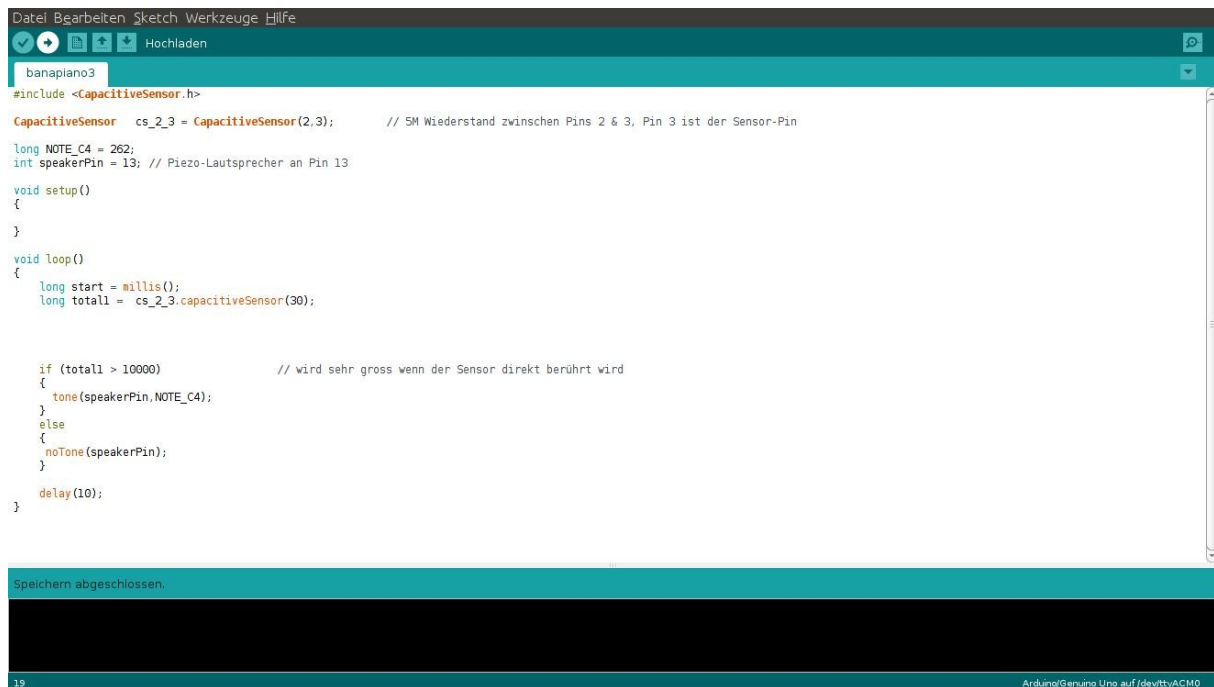 Datei Bearbeiten Sketch Werkzeuge Hilfe
Hochladen
banapiano3
#include <CapacitiveSensor.h>
CapacitiveSensor   cs_2_3 = CapacitiveSensor(2,3);        // 5M Wiederstand zwinschen Pins 2 & 3, Pin 3 ist der Sensor-Pin
long NOTE_C4 = 262;
int speakerPin = 13; // Piezo-Lautsprecher an Pin 13
void setup()
{
}
void loop()
{
    long start = millis();
    long total1 =  cs_2_3.capacitiveSensor(30);
    if (total1 > 10000)                   // wird sehr gross wenn der Sensor direkt berührt wird
    {
      tone(speakerPin,NOTE_C4);
    }
    else
    {
     noTone(speakerPin);
    }
    delay(10);
}
Speichern abgeschlossen.
19 Arduino/Genuino Uno auf /dev/ttyACM0